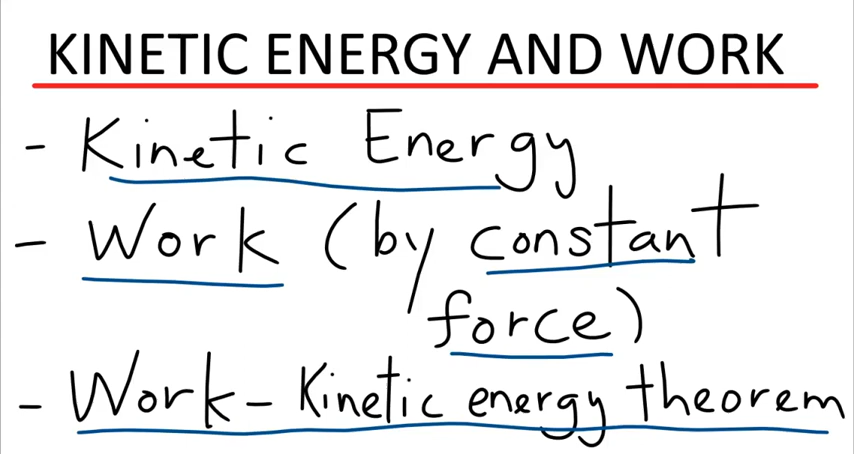 KINETIC ENERGY AND WORK
- Kinetic Energy
- Work (by constant
force)
- Work - Kinetic energy theorem